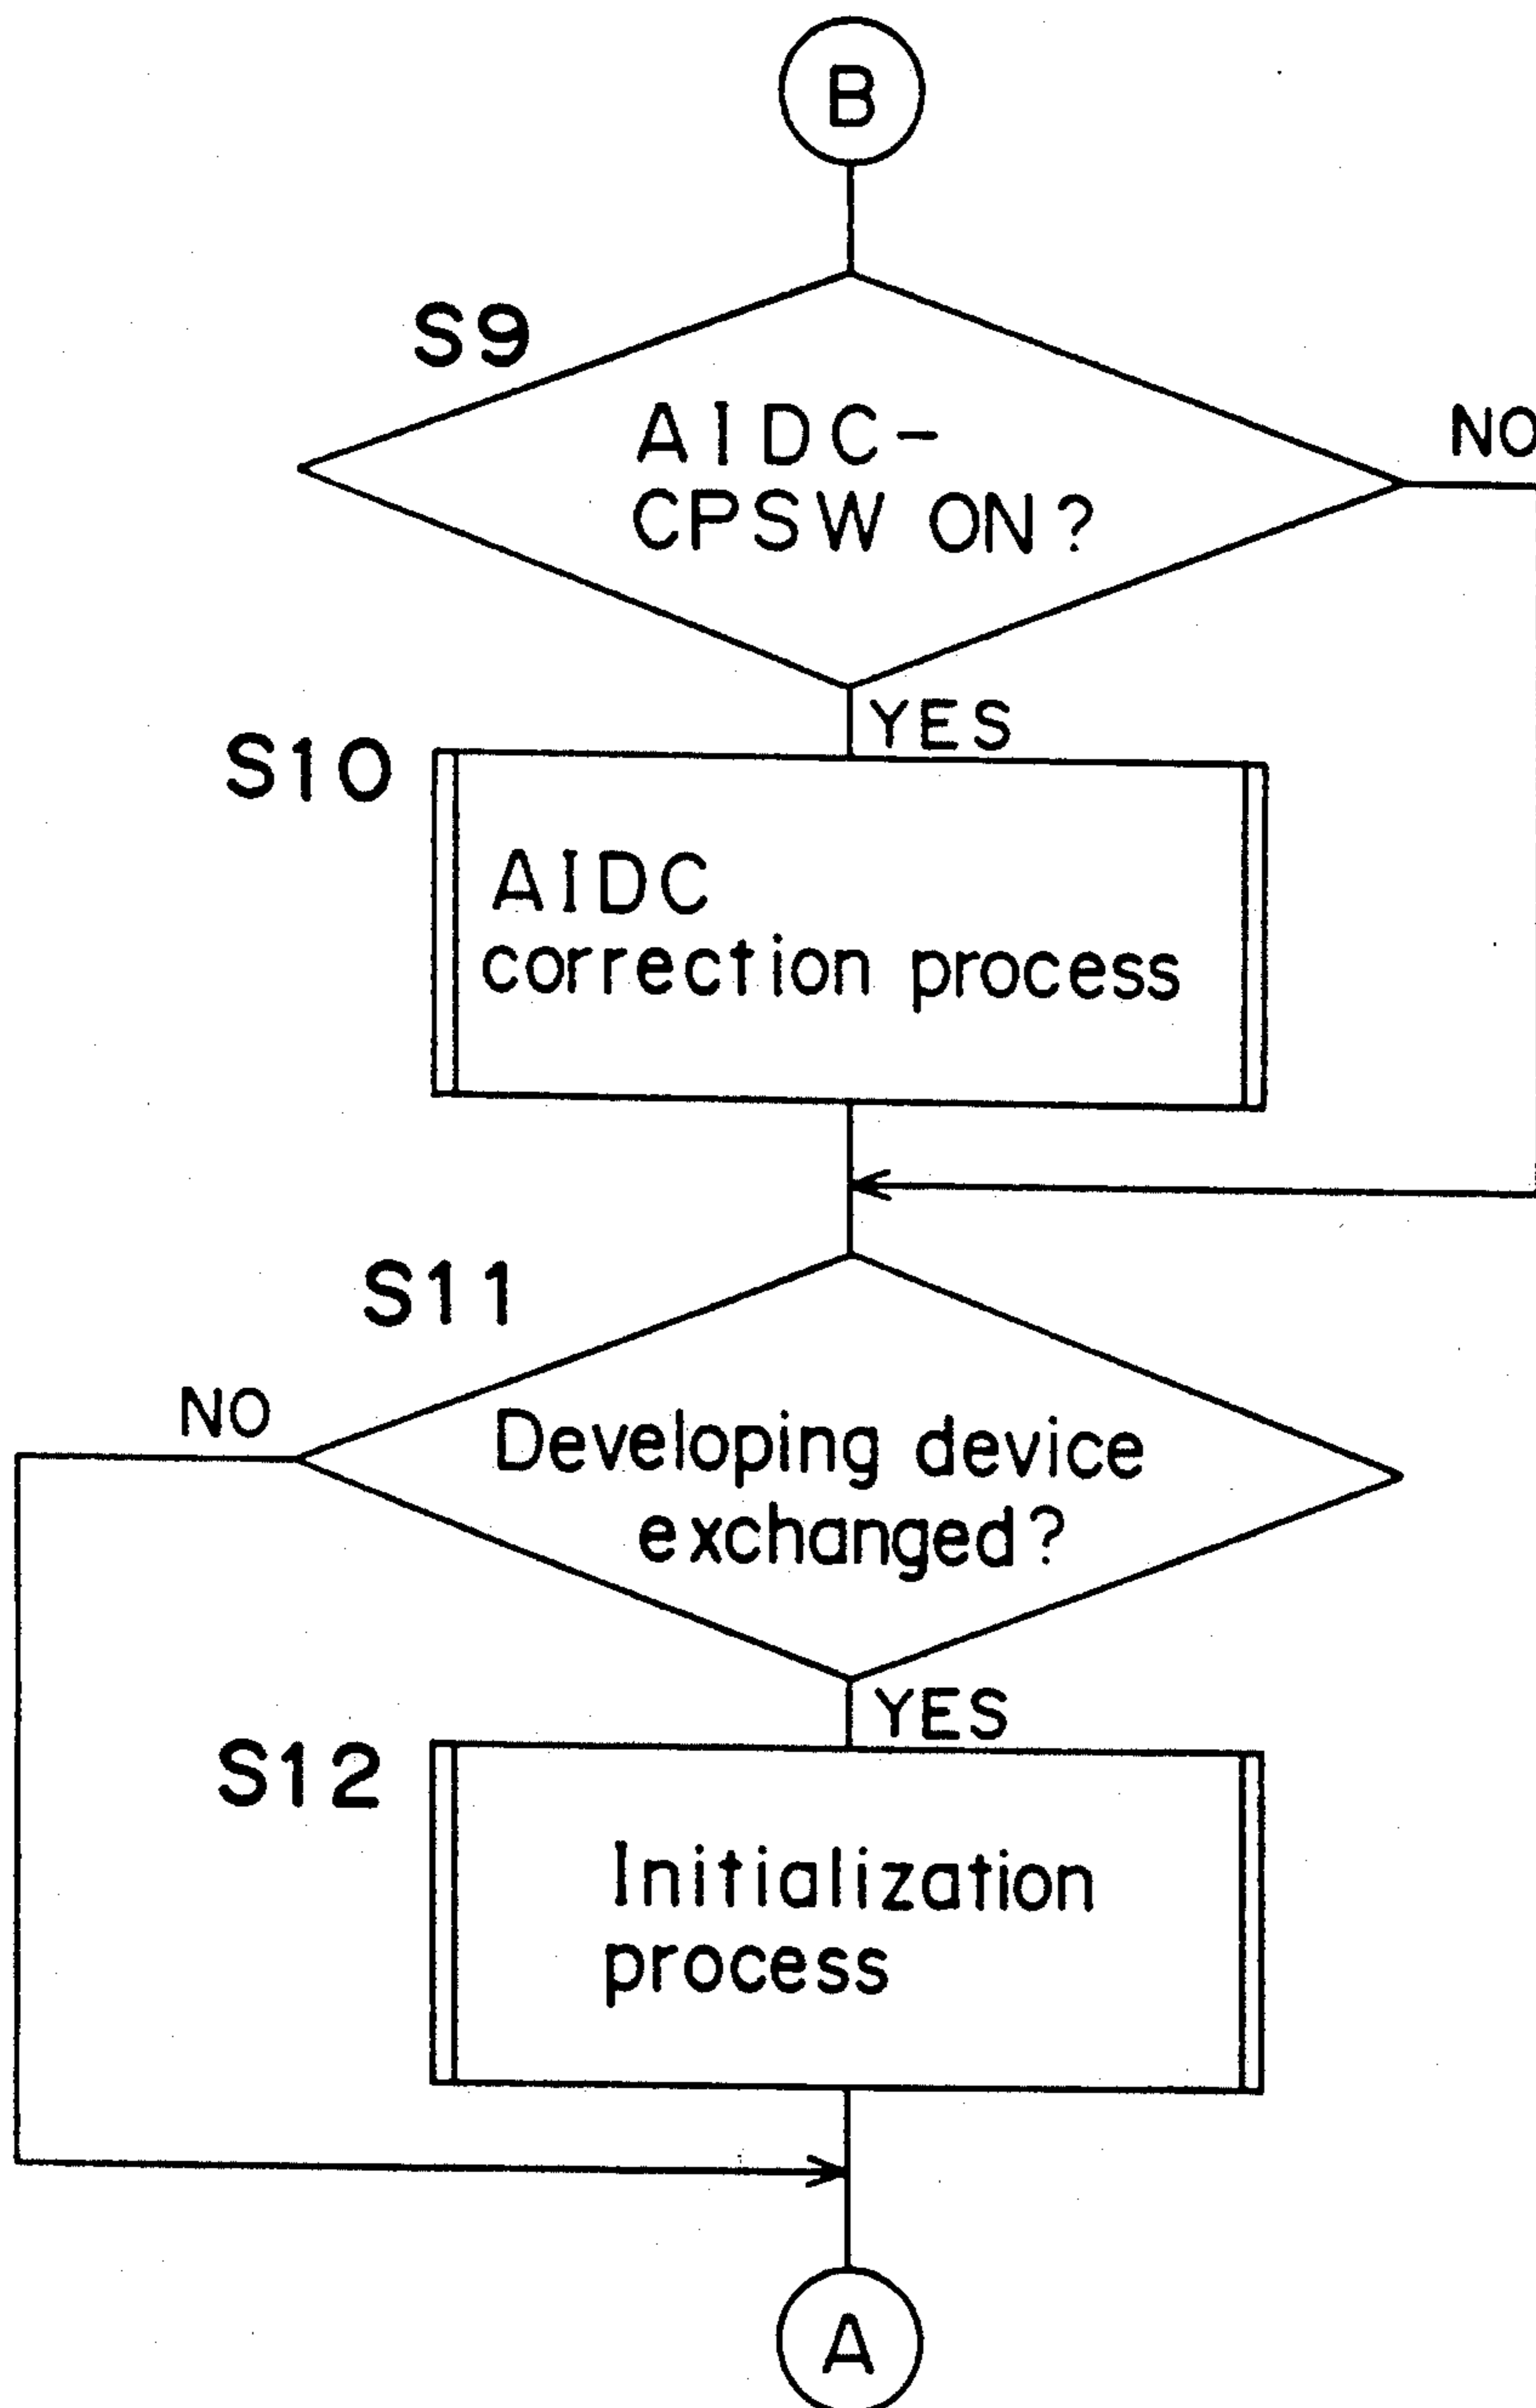 B
S9
AIDC-
CPSW ON?
NO
YES
S10
AIDC
correction process
S11
NO
Developing device
exchanged?
YES
S12
Initialization
process
A